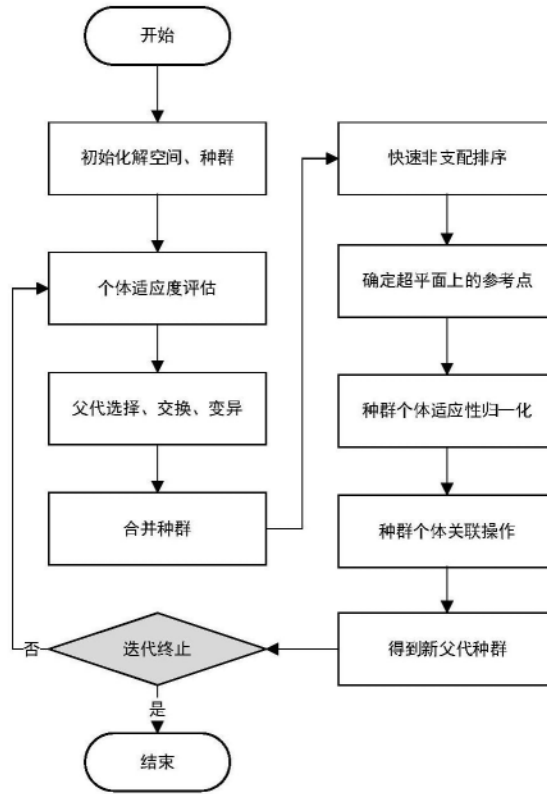 开始
初始化解空间、种群
个体适应度评估
父代选择、交换、变异
合并种群
快速非支配排序
确定超平面上的参考点
种群个体适应性归一化
种群个体关联操作
得到新父代种群
迭代终止
否
是
结束